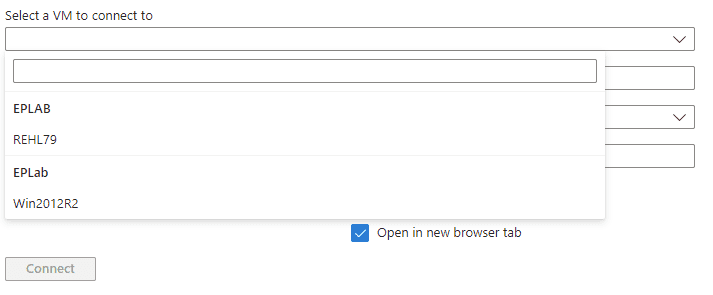 Select a VM to connect to
EPLAB
REHL79
EPLab
Win2012R2
Open in new browser tab
Connect